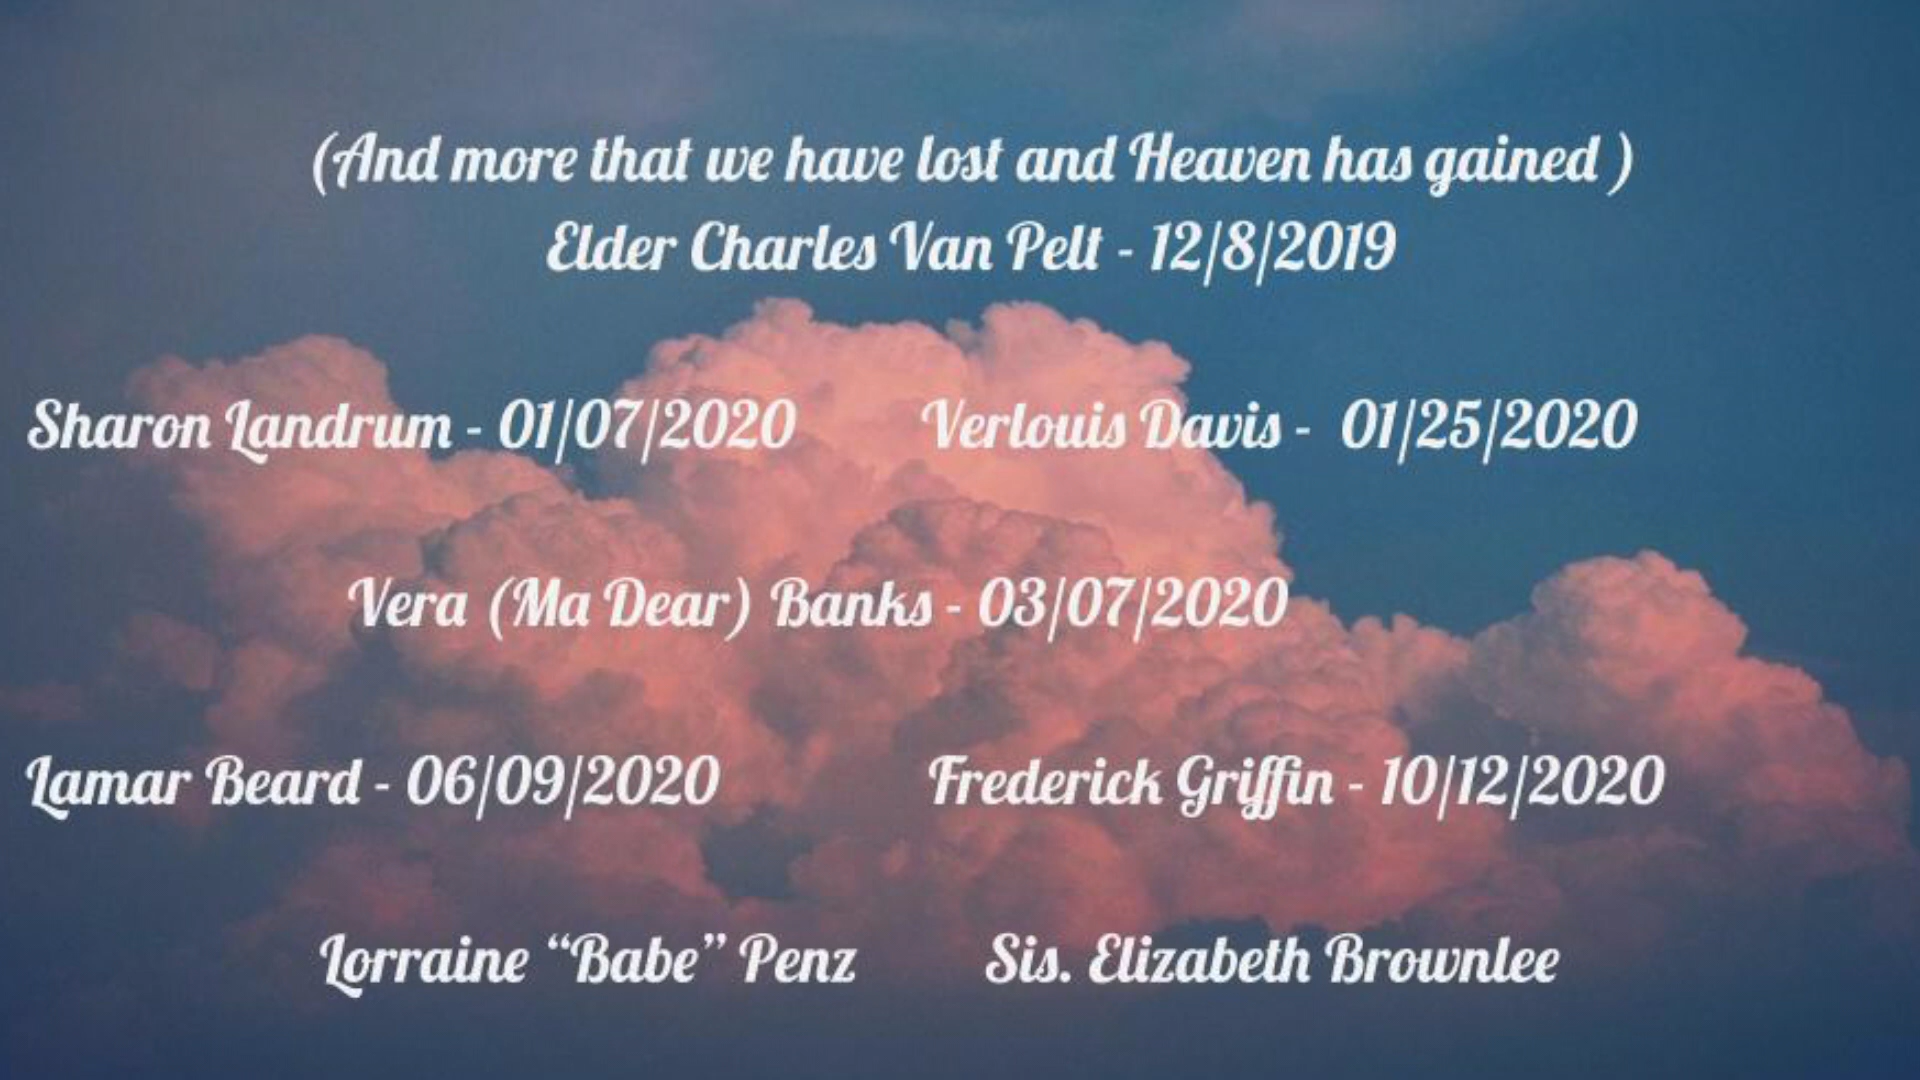 (And more that we have lost and Heaven has gained )
Elder Charles Van Pelt - 12/8/2019
Sharon Landrum - 01/07/2020 Verlouis Davis - 01/25/2020
Vera (Ma Dear) Banks - 03/07/2020
Lamar Beard - 06/09/2020 Frederick Griffin - 10/12/2020
Lorraine “Babe” Penz Sis. Elizabeth Brownlee